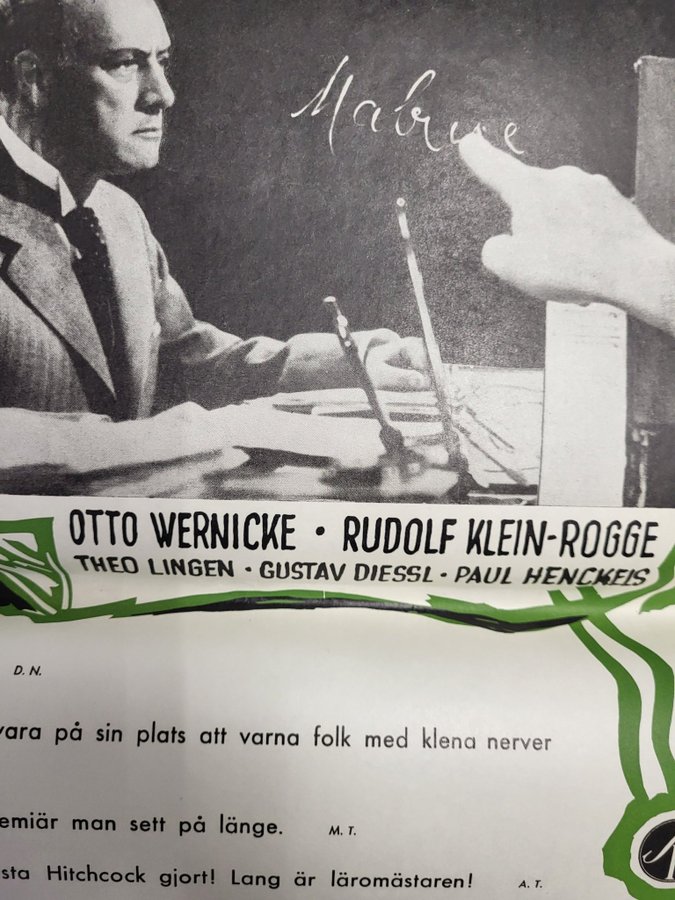 Mabuse
OTTO WERNICKE • RUDOLF KLEIN-ROGGE
THEO LINGEN • GUSTAV DIESSL • PAUL HENCKELS
D. N.
vara på sin plats att varna folk med klena nerver
emiär man sett på länge. M. T.
sta Hitchcock gjort! Lang är läromästaren! A. T.